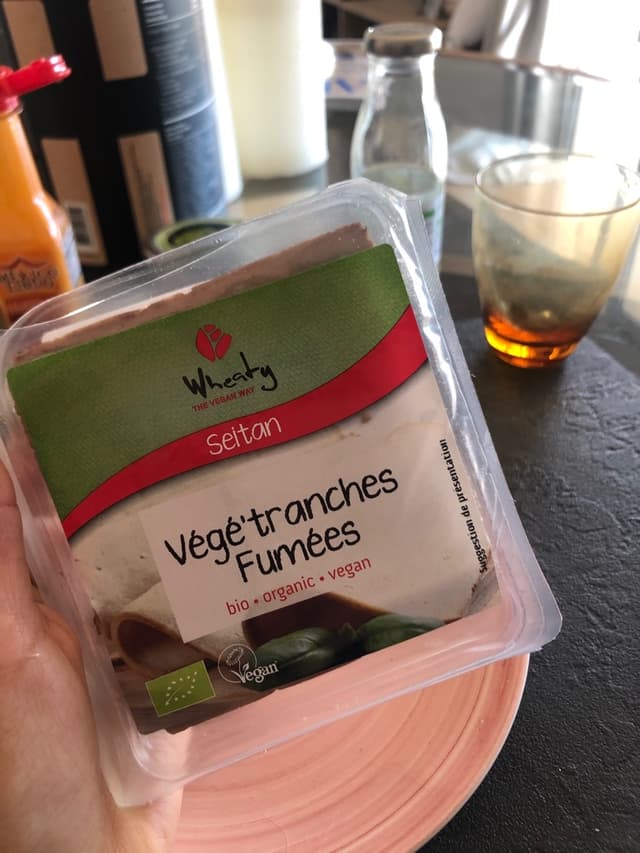 Wheaty
THE VEGAN WAY
Seitan
Végé'tranches
Fumées
bio • organic • vegan
Suggestion de présentation
Vegan